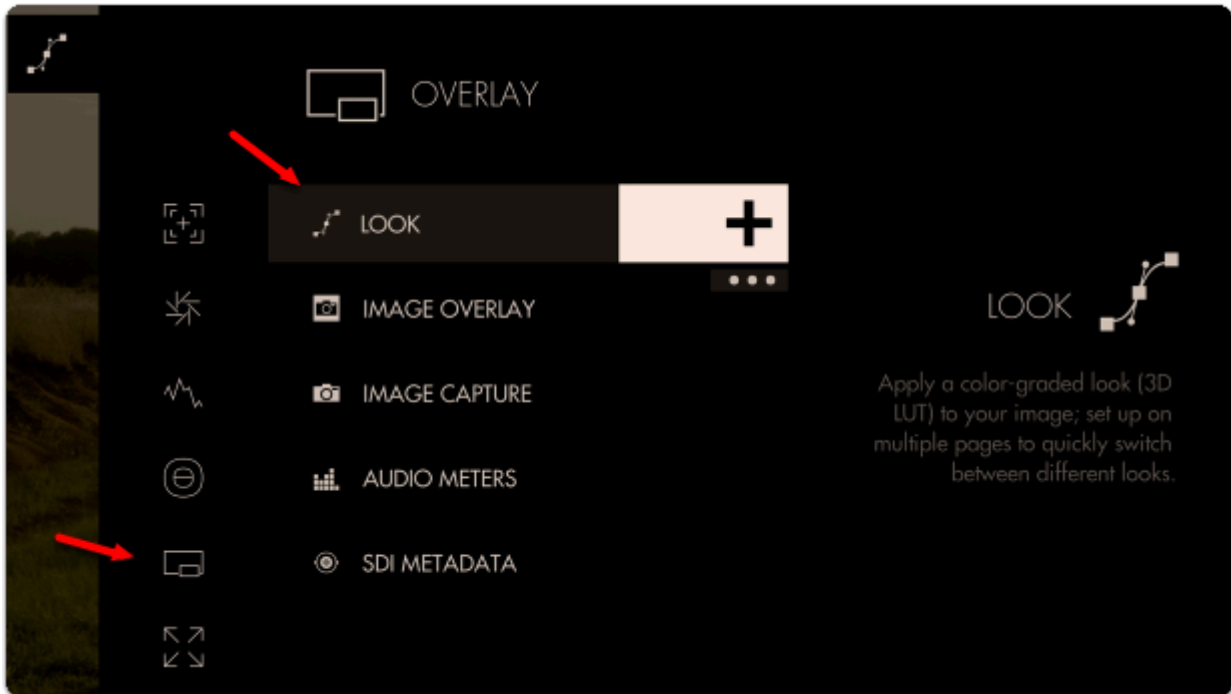 OVERLAY
LOOK
IMAGE OVERLAY
IMAGE CAPTURE
AUDIO METERS
SDI METADATA
LOOK
Apply a color-graded look (3D
LUT) to your image; set up on
multiple pages to quickly switch
between different looks.